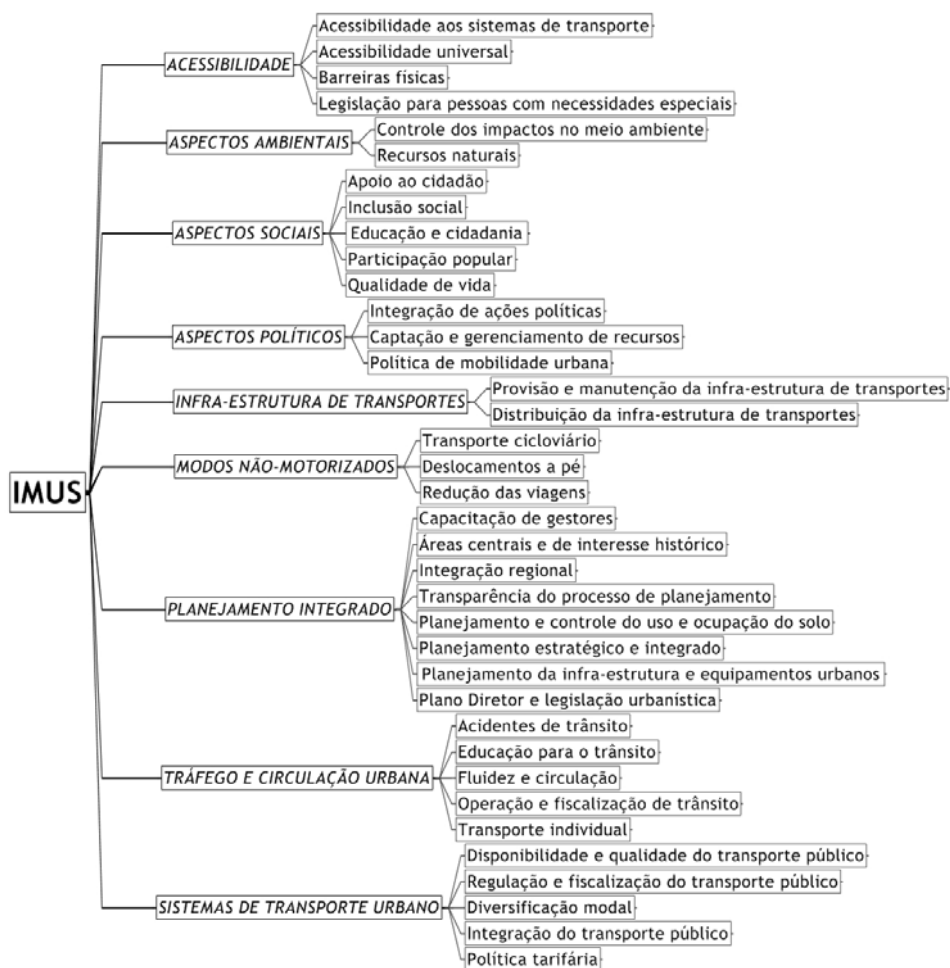 IMUS
ACESSIBILIDADE
Acessibilidade aos sistemas de transporte
Acessibilidade universal
Barreiras físicas
Legislação para pessoas com necessidades especiais
ASPECTOS AMBIENTAIS
Controle dos impactos no meio ambiente
Recursos naturais
ASPECTOS SOCIAIS
Apoio ao cidadão
Inclusão social
Educação e cidadania
Participação popular
Qualidade de vida
ASPECTOS POLÍTICOS
Integração de ações políticas
Captação e gerenciamento de recursos
Política de mobilidade urbana
INFRA-ESTRUTURA DE TRANSPORTES
Provisão e manutenção da infra-estrutura de transportes
Distribuição da infra-estrutura de transportes
MODOS NÃO-MOTORIZADOS
Transporte cicloviário
Deslocamentos a pé
Redução das viagens
PLANEJAMENTO INTEGRADO
Capacitação de gestores
Áreas centrais e de interesse histórico
Integração regional
Transparência do processo de planejamento
Planejamento e controle do uso e ocupação do solo
Planejamento estratégico e integrado
Planejamento da infra-estrutura e equipamentos urbanos
Plano Diretor e legislação urbanística
TRÁFEGO E CIRCULAÇÃO URBANA
Acidentes de trânsito
Educação para o trânsito
Fluidez e circulação
Operação e fiscalização de trânsito
Transporte individual
SISTEMAS DE TRANSPORTE URBANO
Disponibilidade e qualidade do transporte público
Regulação e fiscalização do transporte público
Diversificação modal
Integração do transporte público
Política tarifária